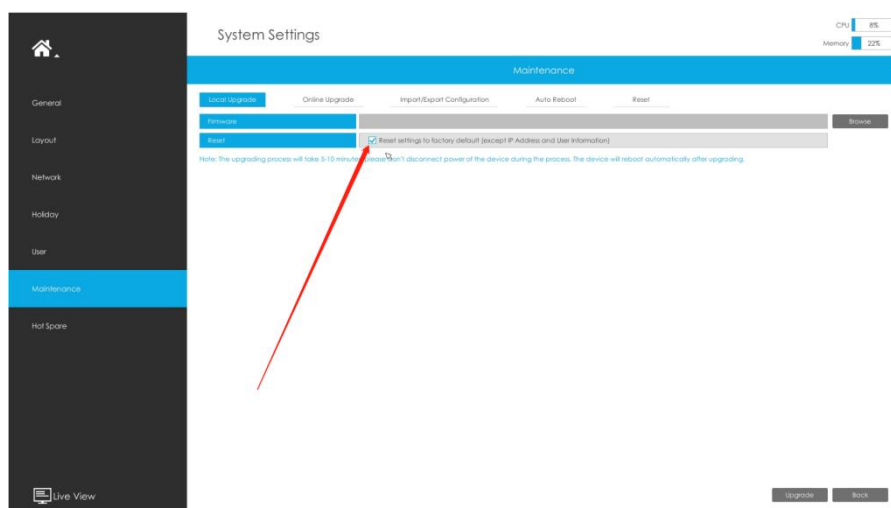 System Settings
CPU 8%
Memory 22%
Maintenance
General
Layout
Network
Holiday
User
Maintenance
Hot Spare
Live View
Local Upgrade Online Upgrade Import/Export Configuration Auto Reboot Reset
Firmware Browse
Reset Reset settings to factory default (except IP Address and User Information)
Note: The upgrading process will take 5-10 minutes, please don't disconnect power of the device during the process. The device will reboot automatically after upgrading.
Upgrade Back